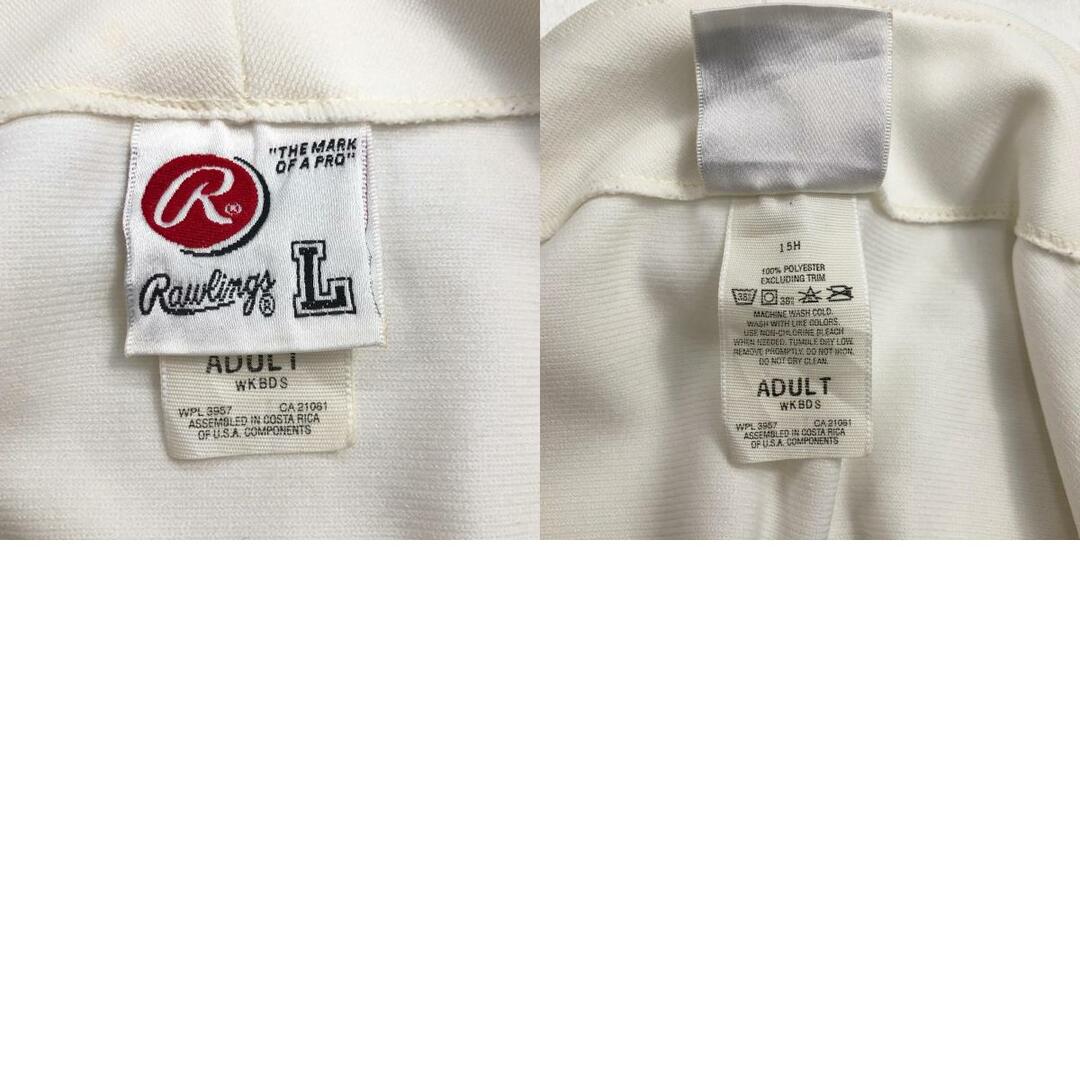 "THE MARK
OF A PRO"
R®
Rawlings® L
ADULT
WKBDS
WPL 3957 CA 21061
ASSEMBLED IN COSTA RICA
OF U.S.A. COMPONENTS
15H
100% POLYESTER
EXCLUDING TRIM
MACHINE WASH COLD.
WASH WITH LIKE COLORS.
USE NON-CHLORINE BLEACH
WHEN NEEDED. TUMBLE DRY LOW.
REMOVE PROMPTLY. DO NOT IRON.
DO NOT DRY CLEAN.
ADULT
WKBDS
WPL 3957 CA 21061
ASSEMBLED IN COSTA RICA
OF U.S.A. COMPONENTS